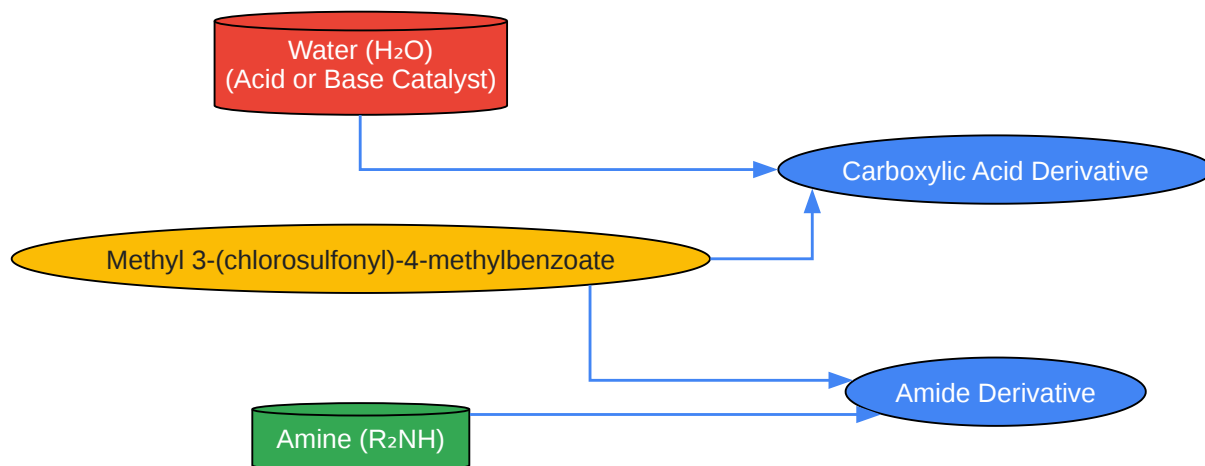 Water (H₂O)
(Acid or Base Catalyst)
Carboxylic Acid Derivative
Methyl 3-(chlorosulfonyl)-4-methylbenzoate
Amide Derivative
Amine (R₂NH)